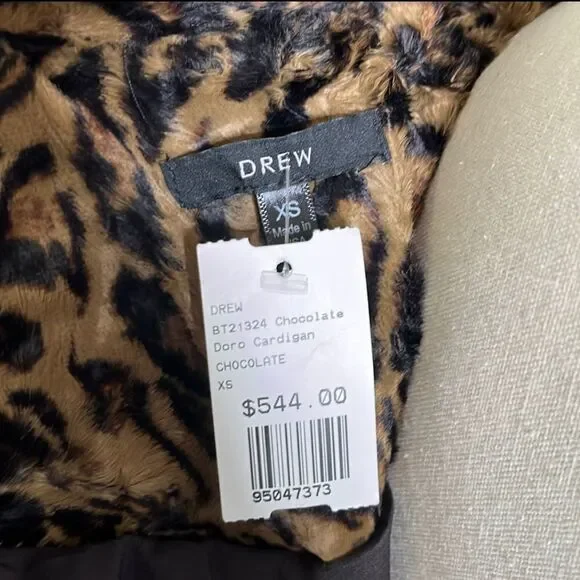 DREW
XS
Made in
DREW
BT21324 Chocolate
Doro Cardigan
CHOCOLATE
XS
$544.00
95047373